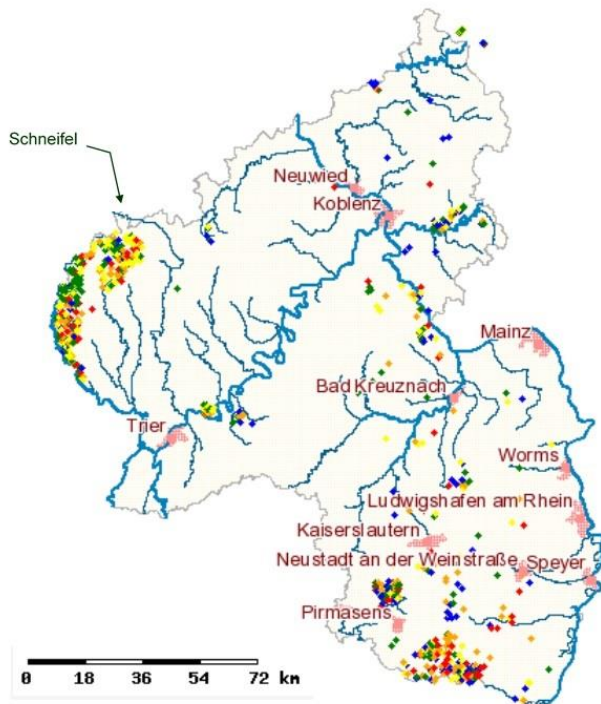 Schneifel
Neuwied
Koblenz
Mainz
Bad Kreuznach
Trier
Worms
Ludwigshafen am Rhein
Kaiserslautern
Neustadt an der Weinstraße Speyer
Pirmasens
0 18 36 54 72 km